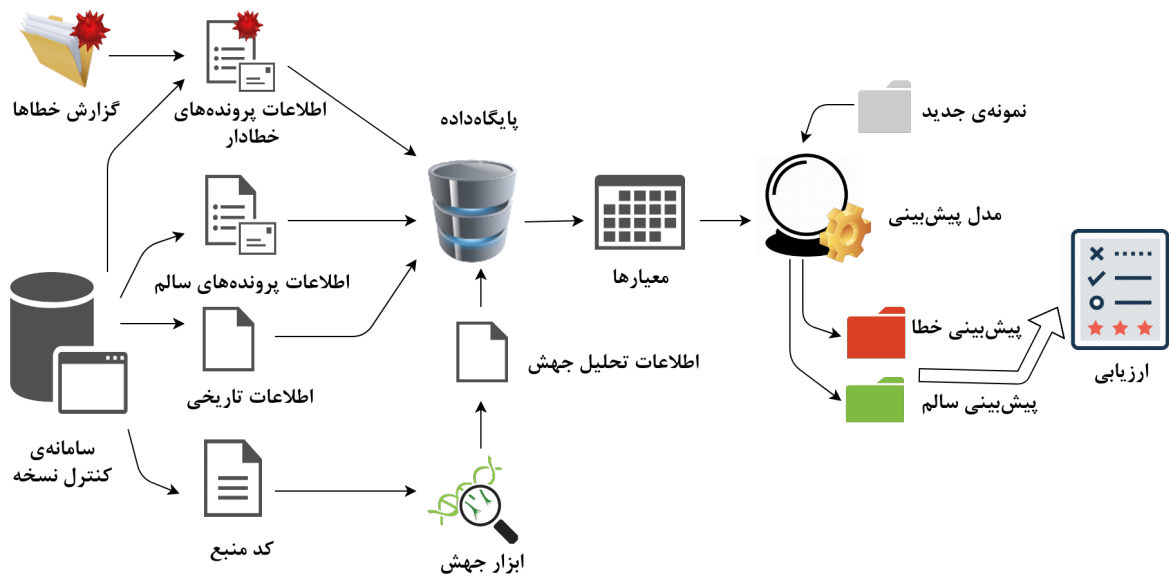 گزارش خطاها
اطلاعات پرونده‌های
خطادار
پایگاه‌داده
نمونه‌ی جدید
مدل پیش‌بینی
اطلاعات پرونده‌های سالم
معیارها
پیش‌بینی خطا
اطلاعات تحلیل جهش
ارزیابی
اطلاعات تاریخی
پیش‌بینی سالم
سامانه‌ی
کنترل نسخه
کد منبع
ابزار جهش